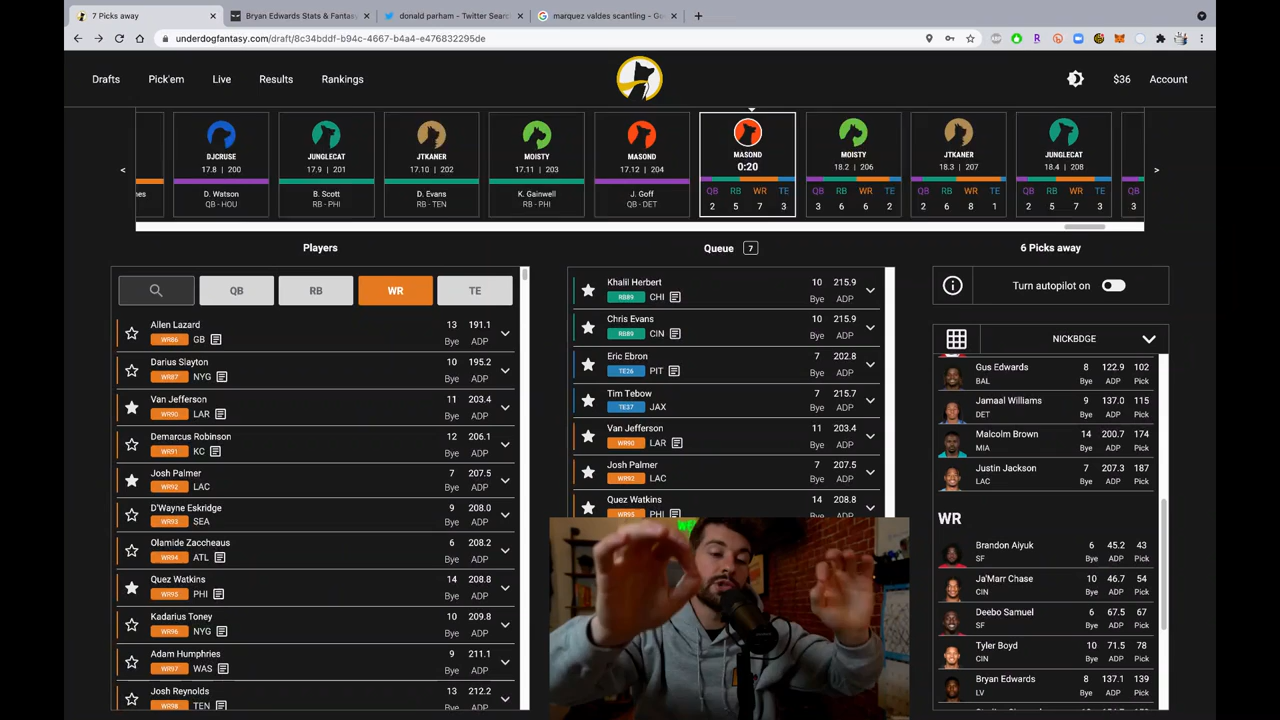 7 Picks away
Bryan Edwards Stats & Fantas
donald parham - Twitter Searc
marquez valdes scantling - Go
underdogfantasy.com/draft/8c34bddf-b94c-4667-b4a4-e476832295de
Drafts Pick'em Live Results Rankings $36 Account
DJCRUSE JUNGLECAT JTKANER MOISTY MASOND MASOND MOISTY JTKANER JUNGLECAT
17.8 | 200 17.9 | 201 17.10 | 202 17.11 | 203 17.12 | 204 0:20 18.2 | 206 18.3 | 207 18.4 | 208
nes D. Watson B. Scott D. Evans K. Gainwell J. Goff QB RB WR TE QB RB WR TE QB RB WR TE QB RB WR TE QB
QB - HOU RB - PHI RB - TEN RB - PHI QB - DET 2 5 7 3 3 6 6 2 2 6 8 1 2 5 7 3 3
Players
QB RB WR TE
Allen Lazard 13 191.1
WR86 GB Bye ADP
Darius Slayton 10 195.2
WR87 NYG Bye ADP
Van Jefferson 11 203.4
WR90 LAR Bye ADP
Demarcus Robinson 12 206.1
WR91 KC Bye ADP
Josh Palmer 7 207.5
WR92 LAC Bye ADP
D'Wayne Eskridge 9 208.0
WR93 SEA Bye ADP
Olamide Zaccheaus 6 208.2
WR94 ATL Bye ADP
Quez Watkins 14 208.8
WR95 PHI Bye ADP
Kadarius Toney 10 209.8
WR96 NYG Bye ADP
Adam Humphries 9 211.1
WR97 WAS Bye ADP
Josh Reynolds 13 212.2
WR98 TEN Bye ADP
Queue 7
Khalil Herbert 10 215.9
RB89 CHI Bye ADP
Chris Evans 10 215.9
RB89 CIN Bye ADP
Eric Ebron 7 202.8
TE26 PIT Bye ADP
Tim Tebow 7 215.7
TE37 JAX Bye ADP
Van Jefferson 11 203.4
WR90 LAR Bye ADP
Josh Palmer 7 207.5
WR92 LAC Bye ADP
Quez Watkins 14 208.8
WR95 PHI Bye ADP
WE
6 Picks away
Turn autopilot on
NICKBDGE
Gus Edwards 8 122.9 102
BAL Bye ADP Pick
Jamaal Williams 9 137.0 115
DET Bye ADP Pick
Malcolm Brown 14 200.7 174
MIA Bye ADP Pick
Justin Jackson 7 207.3 187
LAC Bye ADP Pick
WR
Brandon Aiyuk 6 45.2 43
SF Bye ADP Pick
Ja'Marr Chase 10 46.7 54
CIN Bye ADP Pick
Deebo Samuel 6 67.5 67
SF Bye ADP Pick
Tyler Boyd 10 71.5 78
CIN Bye ADP Pick
Bryan Edwards 8 137.1 139
LV Bye ADP Pick